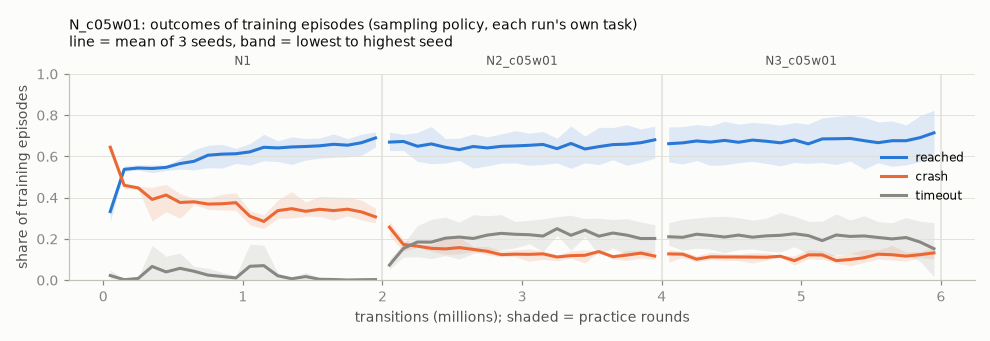 N_c05w01: outcomes of training episodes (sampling policy, each run's own task)
line = mean of 3 seeds, band = lowest to highest seed
N1
N2_c05w01
N3_c05w01
share of training episodes
1.0
0.8
0.6
0.4
0.2
0.0
reached
crash
timeout
0
1
2
3
4
5
6
transitions (millions); shaded = practice rounds